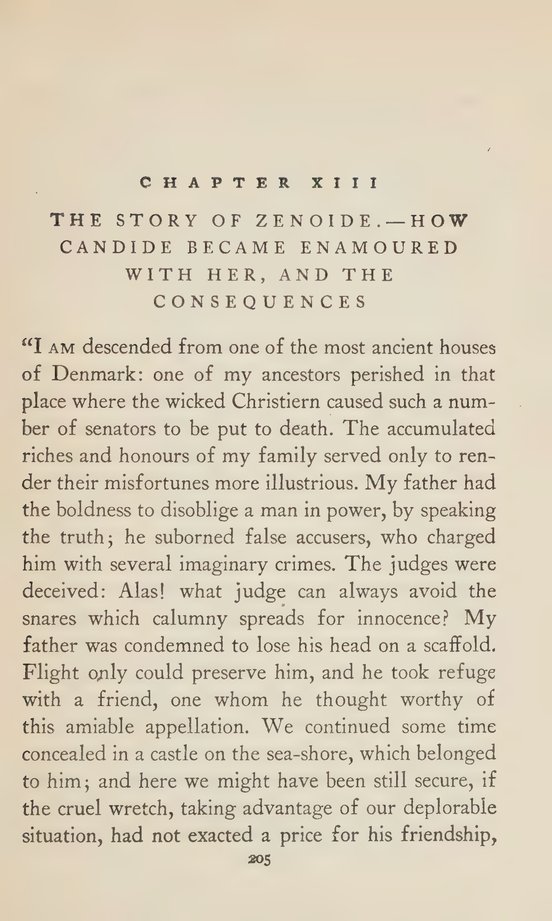 CHAPTER XIII
THE STORY OF ZENOIDE.—HOW
CANDIDE BECAME ENAMOURED
WITH HER, AND THE
CONSEQUENCES
"I AM descended from one of the most ancient houses
of Denmark: one of my ancestors perished in that
place where the wicked Christiern caused such a num-
ber of senators to be put to death. The accumulated
riches and honours of my family served only to ren-
der their misfortunes more illustrious. My father had
the boldness to disoblige a man in power, by speaking
the truth; he suborned false accusers, who charged
him with several imaginary crimes. The judges were
deceived: Alas! what judge can always avoid the
snares which calumny spreads for innocence? My
father was condemned to lose his head on a scaffold.
Flight only could preserve him, and he took refuge
with a friend, one whom he thought worthy of
this amiable appellation. We continued some time
concealed in a castle on the sea-shore, which belonged
to him; and here we might have been still secure, if
the cruel wretch, taking advantage of our deplorable
situation, had not exacted a price for his friendship,
205